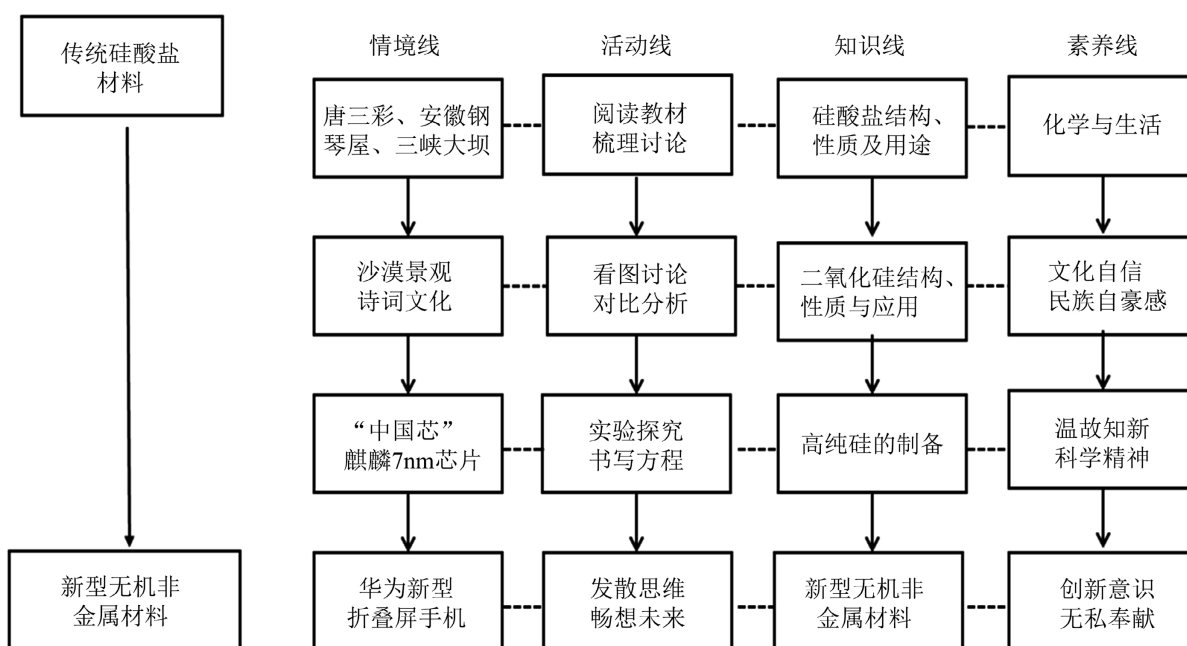 传统硅酸盐
材料
情境线
活动线
知识线
素养线
唐三彩、安徽钢
琴屋、三峡大坝
阅读教材
梳理讨论
硅酸盐结构、
性质及用途
化学与生活
沙漠景观
诗词文化
看图讨论
对比分析
二氧化硅结构、
性质与应用
文化自信
民族自豪感
“中国芯”
麒麟7nm芯片
实验探究
书写方程
高纯硅的制备
温故知新
科学精神
新型无机非
金属材料
华为新型
折叠屏手机
发散思维
畅想未来
新型无机非
金属材料
创新意识
无私奉献